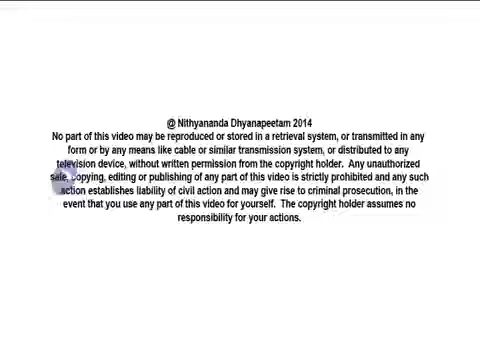 @ Nithyananda Dhyanapeetam 2014
No part of this video may be reproduced or stored in a retrieval system, or transmitted in any
form or by any means like cable or similar transmission system, or distributed to any
television device, without written permission from the copyright holder. Any unauthorized
sale, copying, editing or publishing of any part of this video is strictly prohibited and any such
action establishes liability of civil action and may give rise to criminal prosecution, in the
event that you use any part of this video for yourself. The copyright holder assumes no
responsibility for your actions.